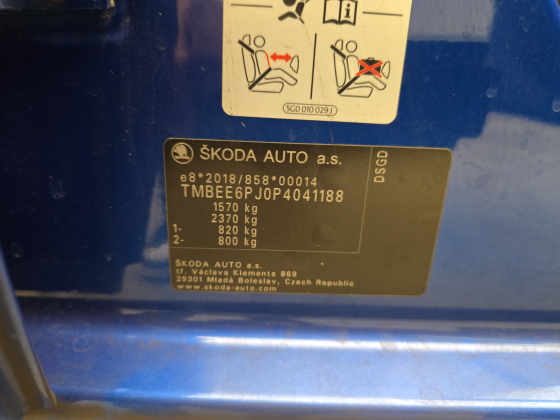 5G0 010 029 J
ŠKODA AUTO a.s.
DSGD
e8*2018/858*00014
TMBEE6PJ0P4041188
1570 kg
2370 kg
1- 820 kg
2- 800 kg
ŠKODA AUTO a.s.
tř. Václava Klementa 869
29301 Mladá Boleslav, Czech Republic
www.skoda-auto.com